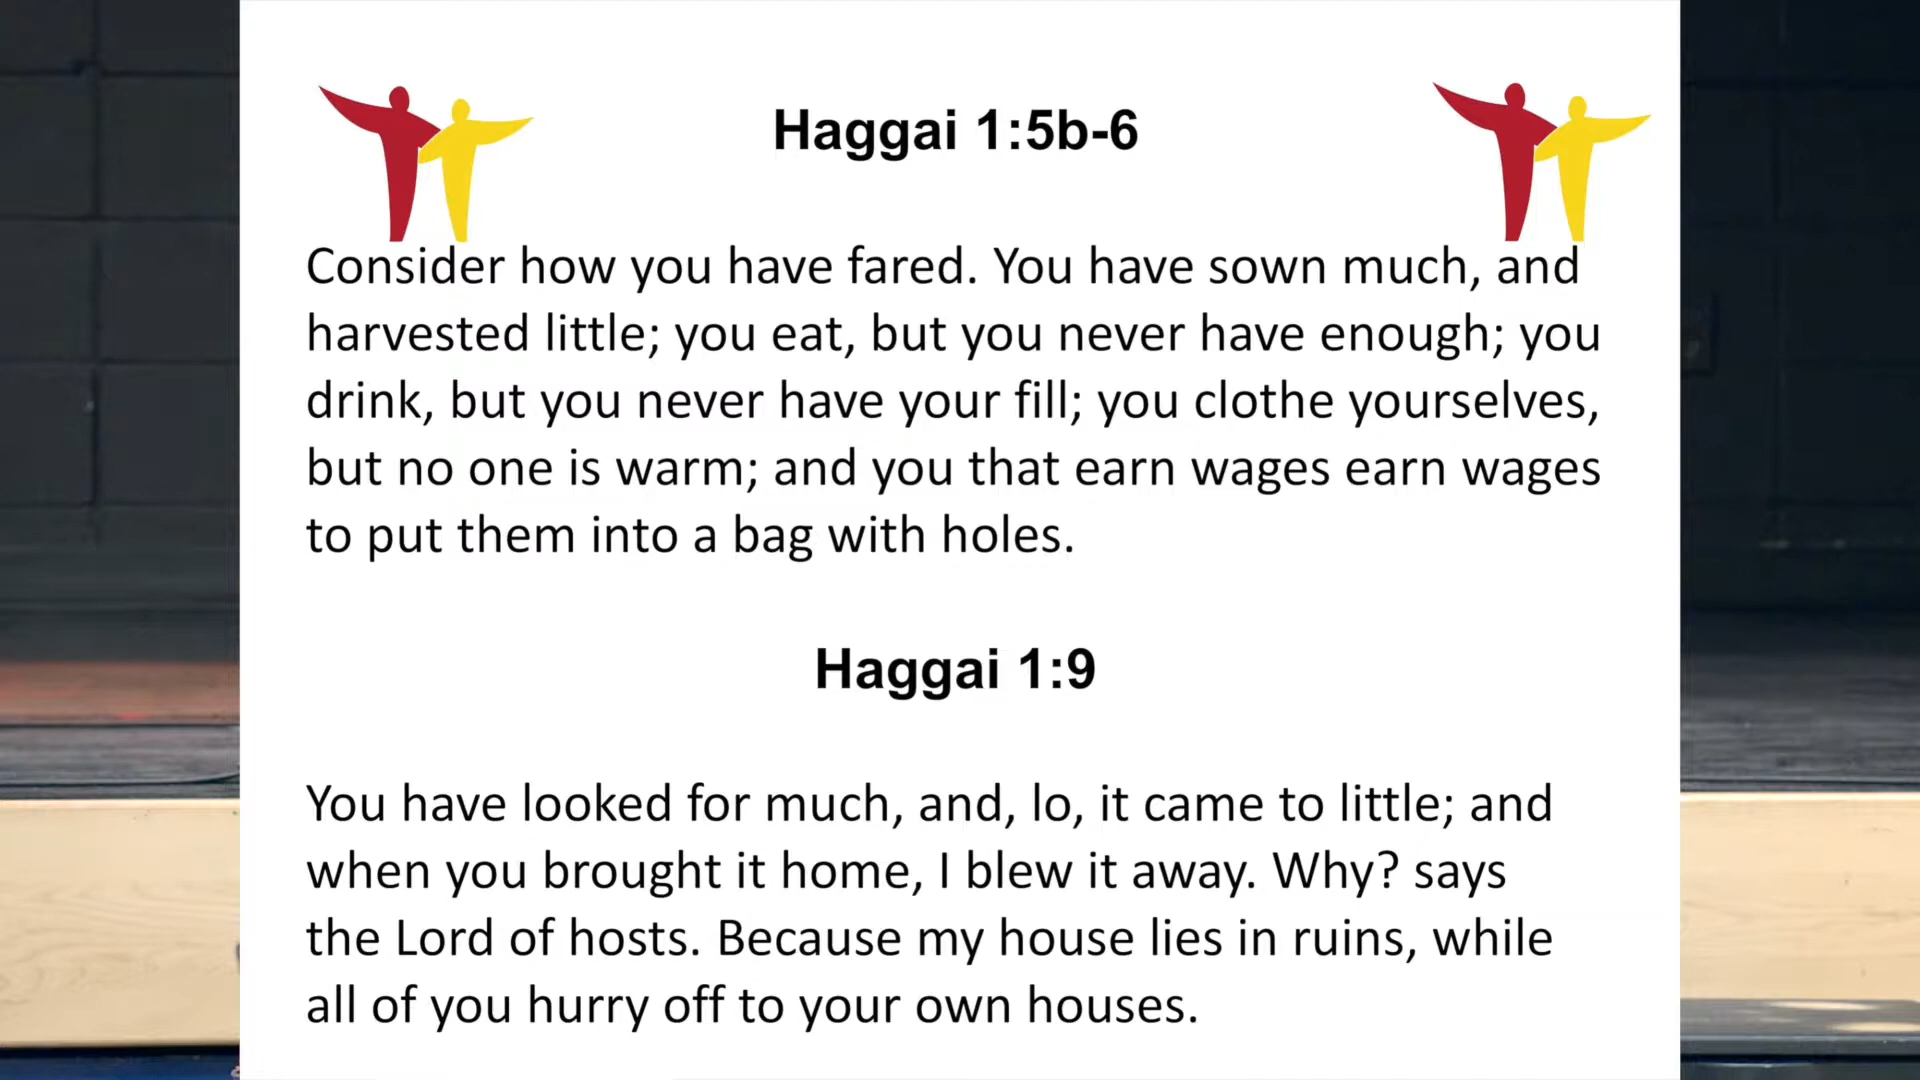 Haggai 1:5b-6
Consider how you have fared. You have sown much, and
harvested little; you eat, but you never have enough; you
drink, but you never have your fill; you clothe yourselves,
but no one is warm; and you that earn wages earn wages
to put them into a bag with holes.
Haggai 1:9
You have looked for much, and, lo, it came to little; and
when you brought it home, I blew it away. Why? says
the Lord of hosts. Because my house lies in ruins, while
all of you hurry off to your own houses.